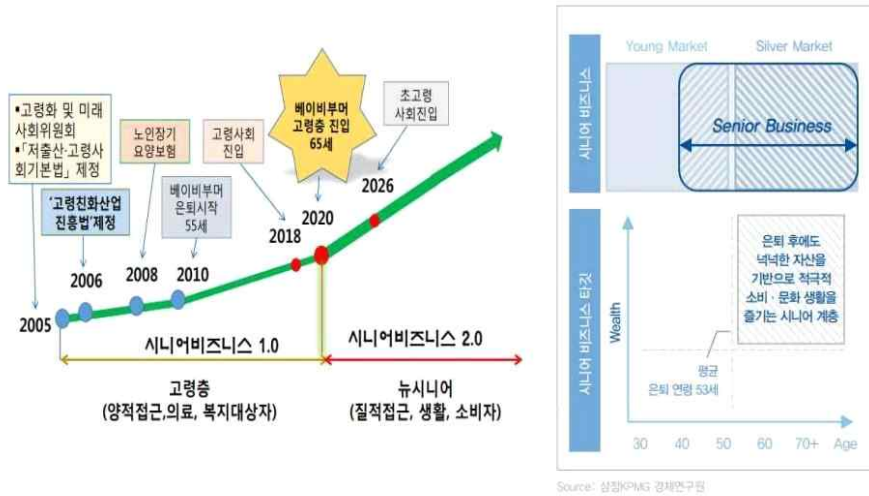 ▪고령화 및 미래
사회위원회
▪「저출산·고령사
회기본법」 제정
'고령친화산업
진흥법'제정
노인장기
요양보험
베이비부머
은퇴시작
55세
고령사회
진입
베이비부머
고령층 진입
65세
초고령
사회진입
2005
2006
2008
2010
2018
2020
2026
시니어비즈니스 1.0
시니어비즈니스 2.0
고령층
(양적접근,의료, 복지대상자)
뉴시니어
(질적접근, 생활, 소비자)
시니어 비즈니스
Young Market
Silver Market
Senior Business
시니어 비즈니스 타깃
Wealth
은퇴 후에도
넉넉한 자산을
기반으로 적극적
소비·문화 생활을
즐기는 시니어 계층
평균
은퇴 연령 53세
30 40 50 60 70+ Age
Source: 삼정KPMG 경제연구원